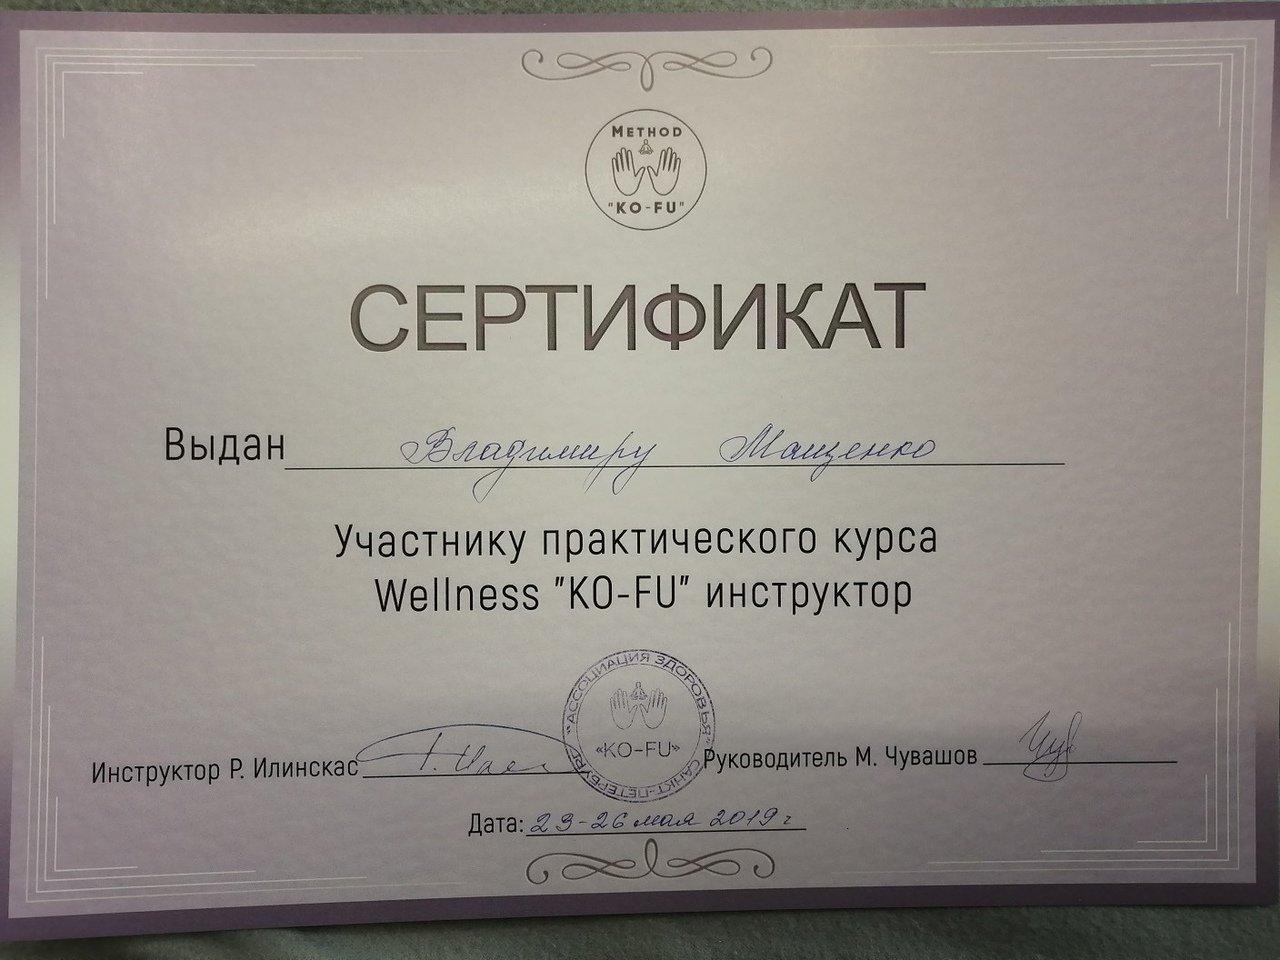 METHOD
"KO-FU"
СЕРТИФИКАТ
Выдан Владимиру Мащенко
Участнику практического курса
Wellness "KO-FU" инструктор
"АССОЦИАЦИЯ ЗДОРОВЬЯ" САНКТ-ПЕТЕРБУРГ
«KO-FU»
Инструктор Р. Илинскас
Руководитель М. Чувашов
Дата: 23-26 мая 2019 г